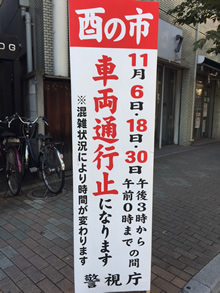 酉の市
11月6日・18日・30日
午後3時からの間
午前0時まで
車両通行止になります
※混雑状況により時間が変わります
警視庁